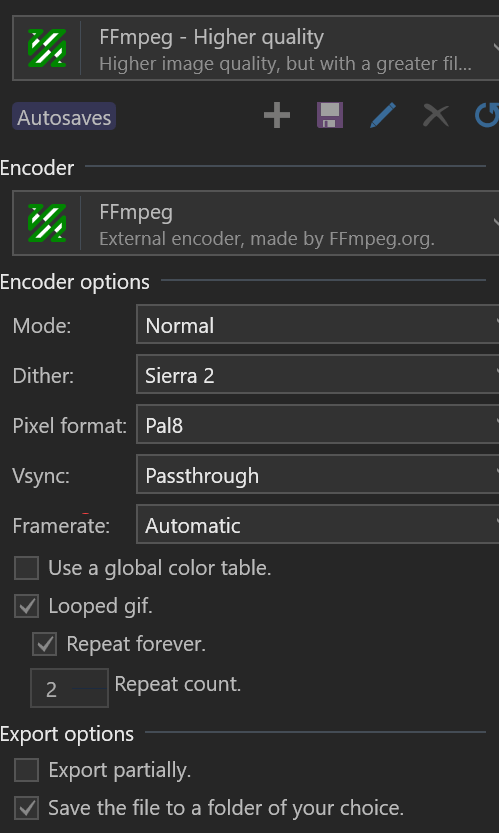 FFmpeg - Higher quality
Higher image quality, but with a greater fil...
Autosaves
Encoder
FFmpeg
External encoder, made by FFmpeg.org.
Encoder options
Mode: Normal
Dither: Sierra 2
Pixel format: Pal8
Vsync: Passthrough
Framerate: Automatic
Use a global color table.
Looped gif.
Repeat forever.
2 Repeat count.
Export options
Export partially.
Save the file to a folder of your choice.